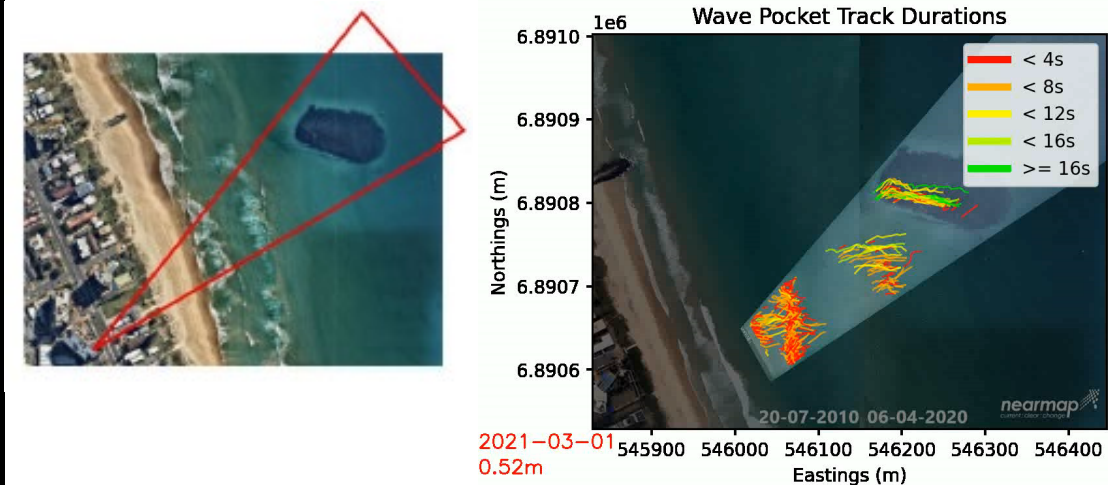 Wave Pocket Track Durations
1e6
6.8910
6.8909
6.8908
6.8907
6.8906
Northings (m)
< 4s
< 8s
< 12s
< 16s
>= 16s
nearmap
20-07-2010 06-04-2020
2021-03-01
0.52m
545900 546000 546100 546200 546300 546400
Eastings (m)